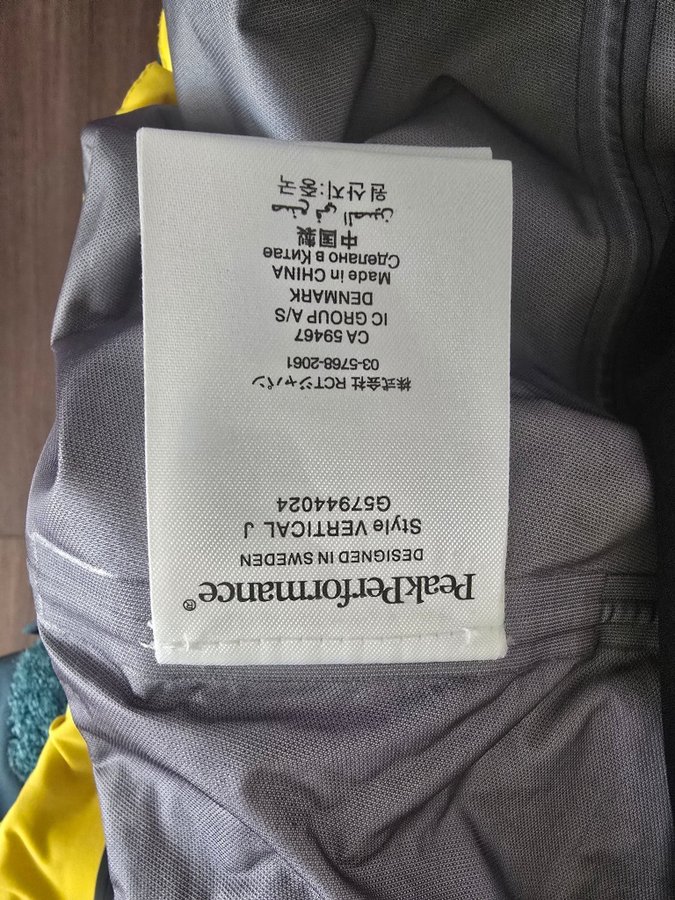 PeakPerformance®
DESIGNED IN SWEDEN
Style VERTICAL J
G57944024
株式会社 RCTジャパン
03-5768-2061
CA 59467
IC GROUP A/S
DENMARK
Made in CHINA
Сделано в Китае
中国製
صنع في الصين
원산지:중국